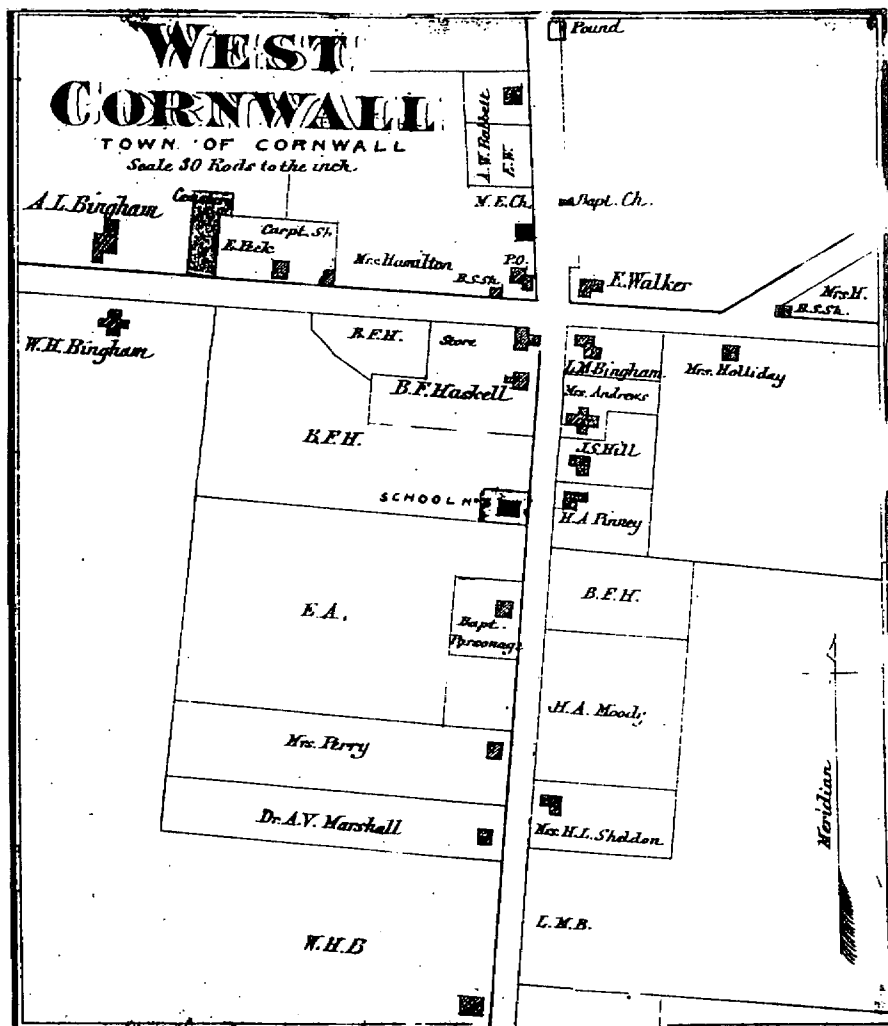 WEST
CORNWALL
TOWN OF CORNWALL
Scale 30 Rods to the inch.
Pound
A.W. Babbett
E.W.
M.E.Ch.
Bapt. Ch.
A.L. Bingham
Carpt. Sh.
E. Peck
Mrs Hamilton
P.O.
B.S.Sh.
E. Walker
Mrs. H.
B.S.Sh.
W.H. Bingham
B.F.H.
Store
L.M. Bingham
Mrs. Holliday
B.F. Haskell
Mrs. Andrews
B.F.H.
J.S. Hill
SCHOOL Ho
H.A. Pinney
E.A.
Bapt.
Parsonage
B.F.H.
H.A. Moody
Mrs. Perry
Dr. A.V. Marshall
Mrs. H.L. Sheldon
Meridian
W.H.B
L.M.B.